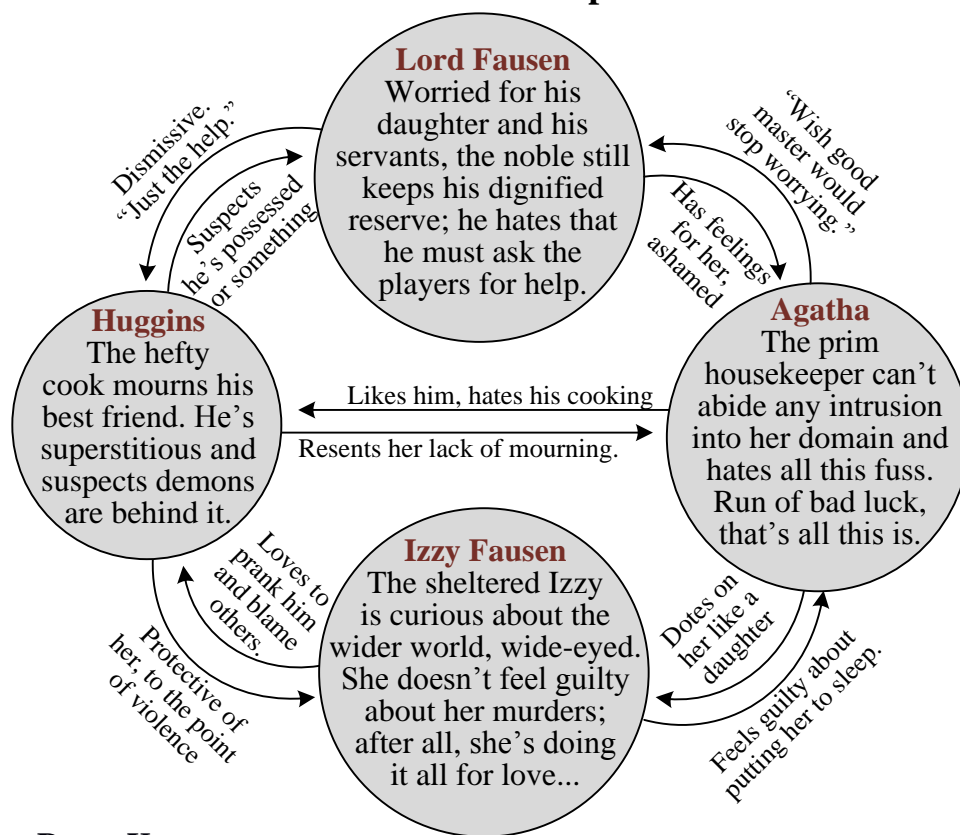 Lord Fausen
Worried for his
daughter and his
servants, the noble still
keeps his dignified
reserve; he hates that
he must ask the
players for help.
Dismissive.
“Just the help.”
Suspects
he’s possessed
or something
“Wish good
master would
stop worrying.”
Has feelings
for her,
ashamed
Huggins
The hefty
cook mourns his
best friend. He’s
superstitious and
suspects demons
are behind it.
Agatha
The prim
housekeeper can’t
abide any intrusion
into her domain and
hates all this fuss.
Run of bad luck,
that’s all this is.
Likes him, hates his cooking
Resents her lack of mourning.
Izzy Fausen
The sheltered Izzy
is curious about the
wider world, wide-eyed.
She doesn’t feel guilty
about her murders;
after all, she’s doing
it all for love...
Loves to
prank him
and blame
others.
Protective of
her, to the point
of violence
Dotes on
her like a
daughter
Feels guilty about
putting her to sleep.